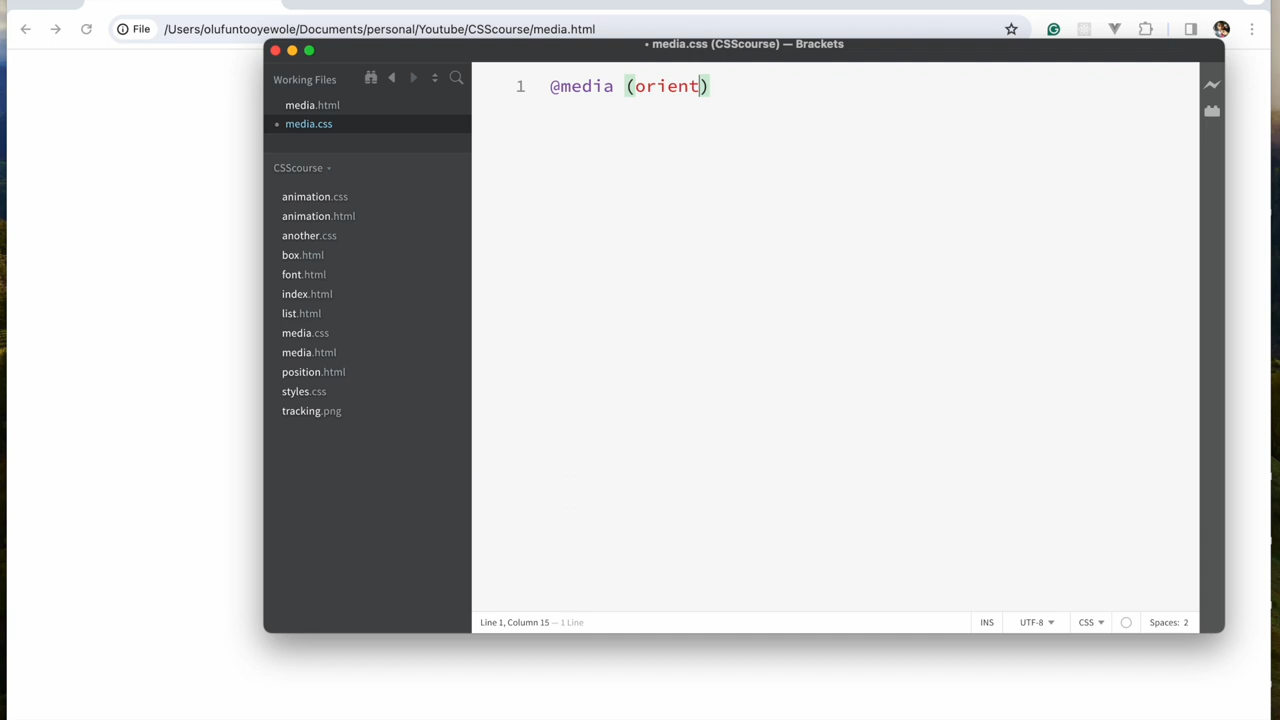 File
/Users/olufuntooyewole/Documents/personal/Youtube/CSScourse/media.html
• media.css (CSScourse) — Brackets
Working Files
media.html
media.css
CSScourse
animation.css
animation.html
another.css
box.html
font.html
index.html
list.html
media.css
media.html
position.html
styles.css
tracking.png
1 @media (orient)
Line 1, Column 15 — 1 Line
INS
UTF-8
CSS
Spaces: 2